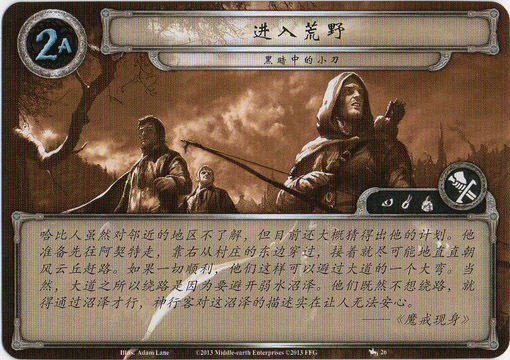 2A
进入荒野
黑暗中的小刀
哈比人虽然对邻近的地区不了解，但目前还大概猜得出他的计划。他
准备先往阿契特走，靠右从村庄的东边穿过，接着就尽可能地直直朝
风云丘赶路。如果一切顺利，他们这样可以避过大道的一个大弯。当
然，大道之所以绕路是因为要避开弱水沼泽。他们既然不想绕路，就
得通过沼泽才行，神行客对这沼泽的描述实在让人无法安心。
——《魔戒现身》
Illus. Adam Lane ©2013 Middle-earth Enterprises ©2013 FFG 26